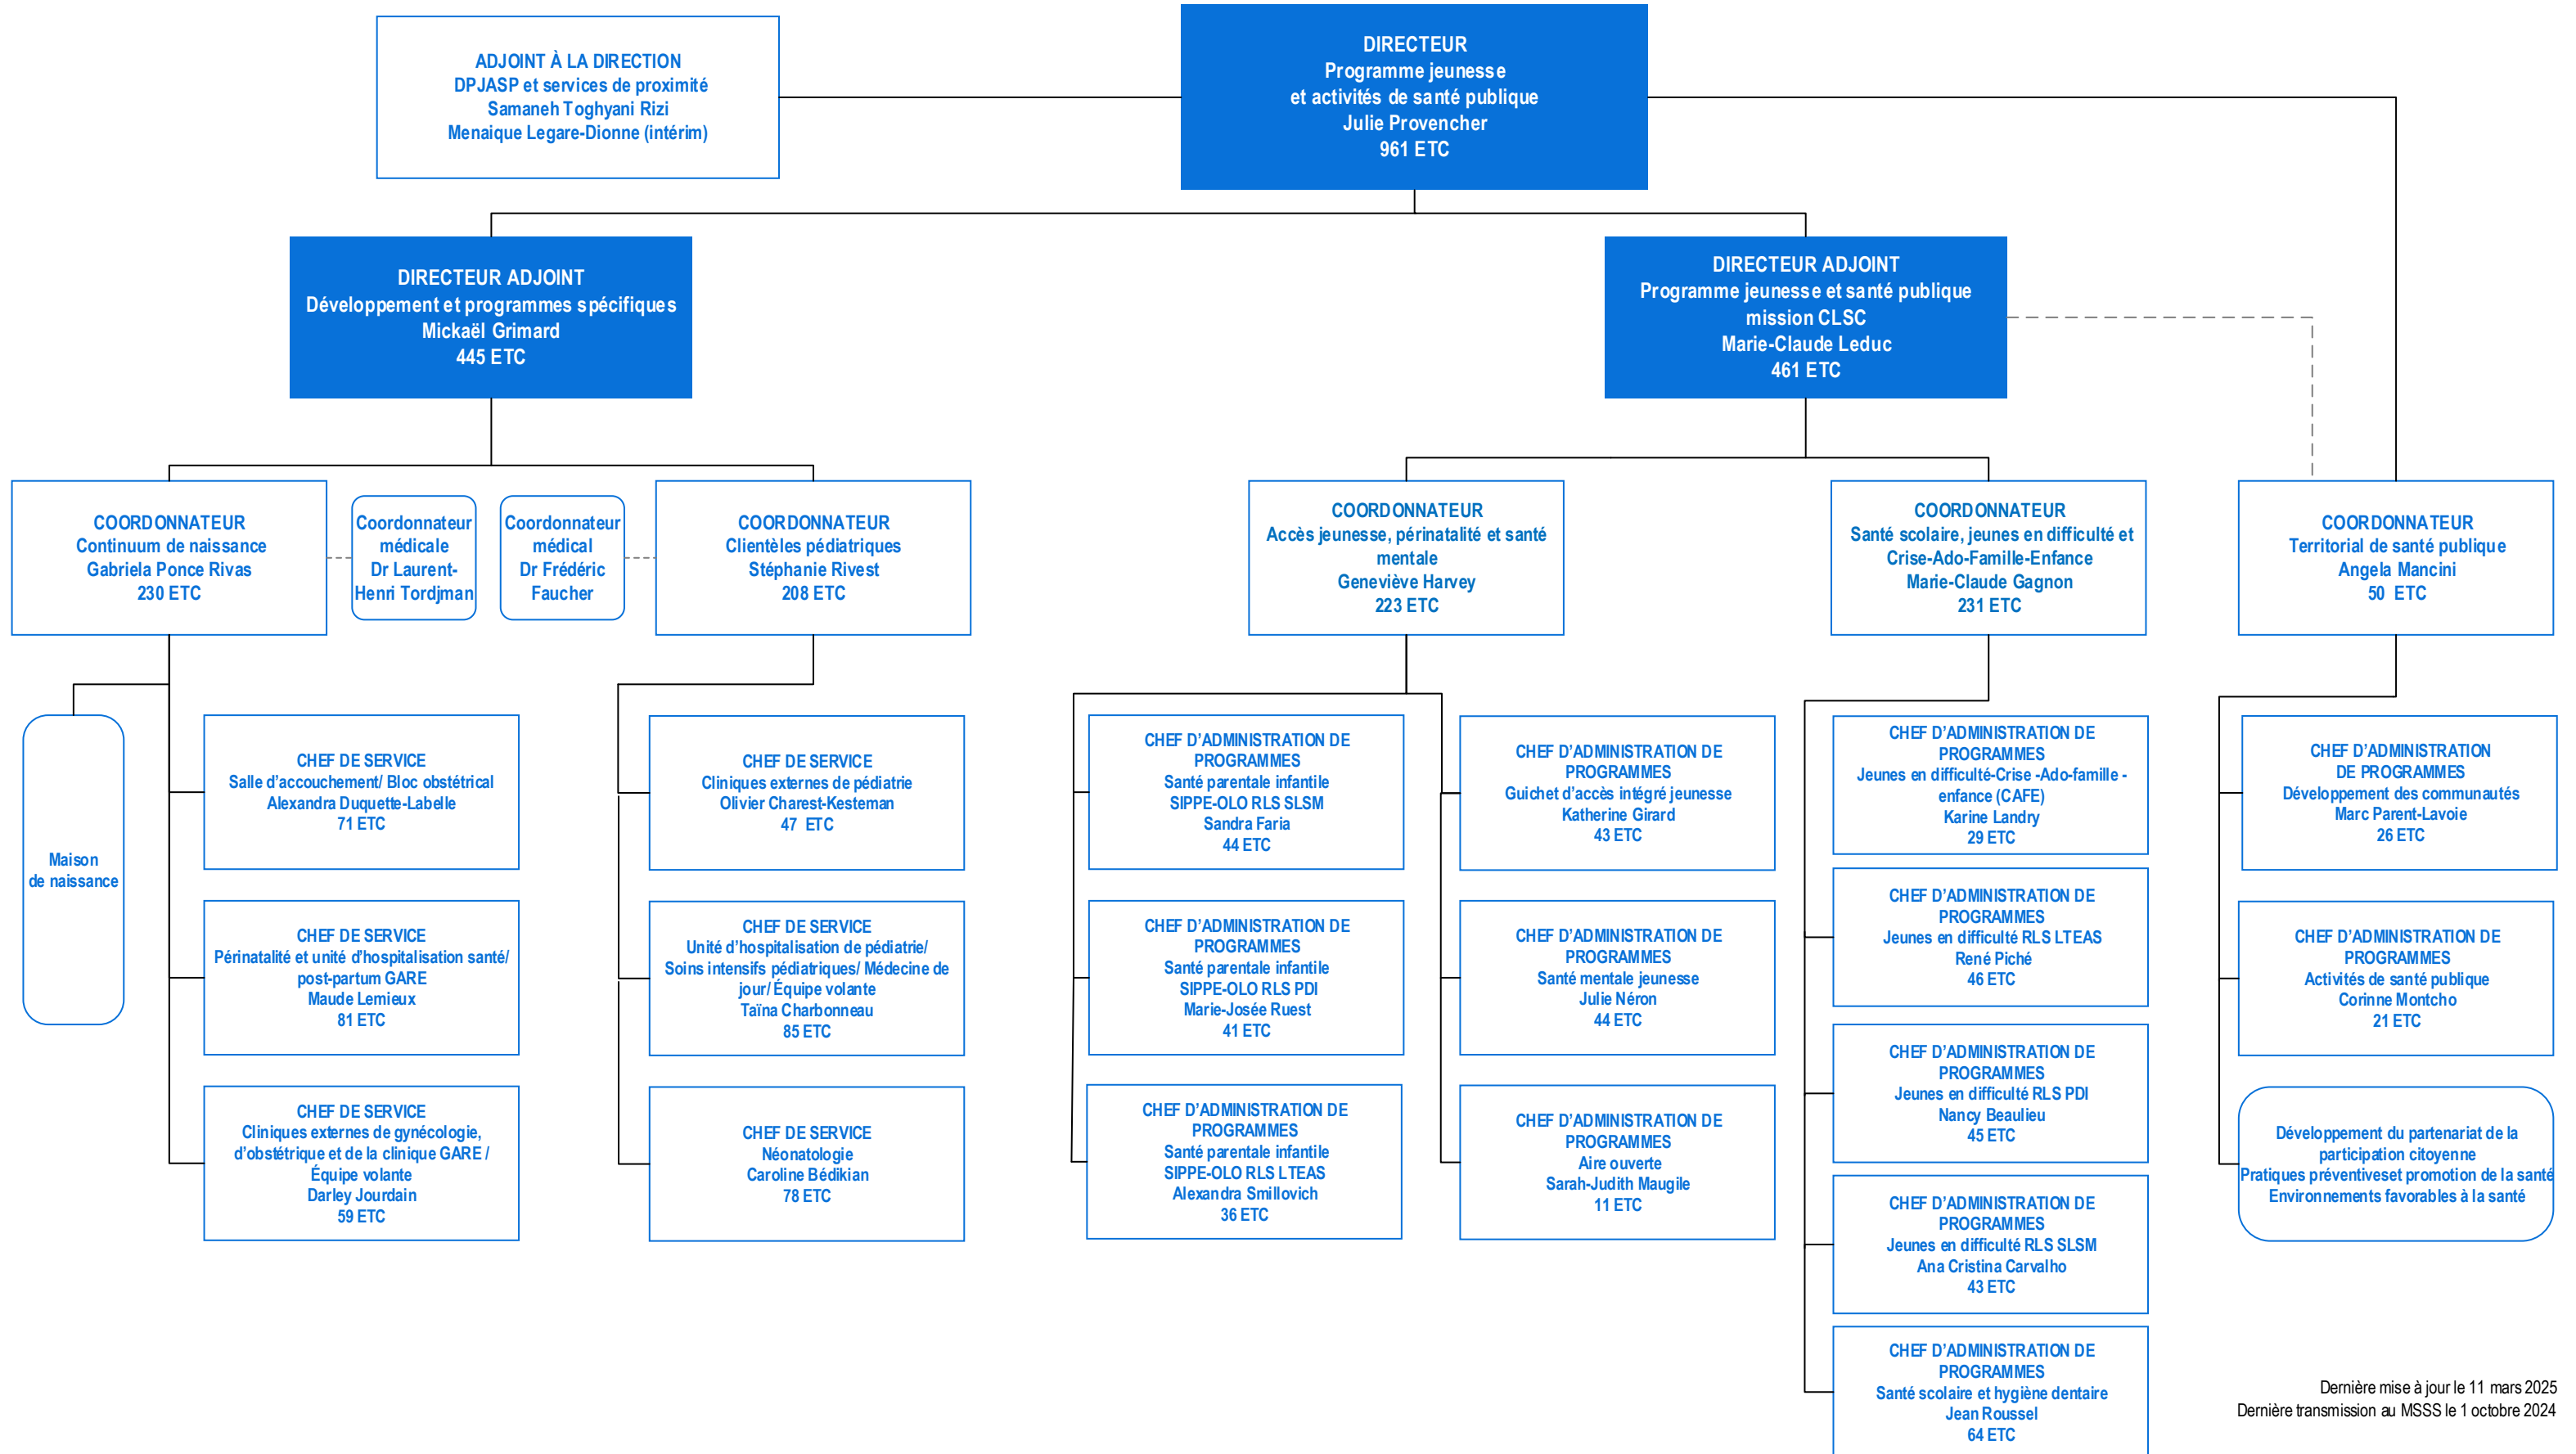 ADJOINT À LA DIRECTION
DPJASP et services de proximité
Samaneh Toghyani Rizi
Menaique Legare-Dionne (intérim)
DIRECTEUR
Programme jeunesse
et activités de santé publique
Julie Provencher
961 ETC
DIRECTEUR ADJOINT
Développement et programmes spécifiques
Mickaël Grimard
445 ETC
DIRECTEUR ADJOINT
Programme jeunesse et santé publique
mission CLSC
Marie-Claude Leduc
461 ETC
COORDONNATEUR
Continuum de naissance
Gabriela Ponce Rivas
230 ETC
Coordonnateur
médicale
Dr Laurent-
Henri Tordjman
Coordonnateur
médical
Dr Frédéric
Faucher
COORDONNATEUR
Clientèles pédiatriques
Stéphanie Rivest
208 ETC
COORDONNATEUR
Accès jeunesse, périnatalité et santé
mentale
Geneviève Harvey
223 ETC
COORDONNATEUR
Santé scolaire, jeunes en difficulté et
Crise-Ado-Famille-Enfance
Marie-Claude Gagnon
231 ETC
COORDONNATEUR
Territorial de santé publique
Angela Mancini
50 ETC
Maison
de naissance
CHEF DE SERVICE
Salle d’accouchement/ Bloc obstétrical
Alexandra Duquette-Labelle
71 ETC
CHEF DE SERVICE
Périnatalité et unité d’hospitalisation santé/
post-partum GARE
Maude Lemieux
81 ETC
CHEF DE SERVICE
Cliniques externes de gynécologie,
d’obstétrique et de la clinique GARE /
Équipe volante
Darley Jourdain
59 ETC
CHEF DE SERVICE
Cliniques externes de pédiatrie
Olivier Charest-Kesteman
47 ETC
CHEF DE SERVICE
Unité d’hospitalisation de pédiatrie/
Soins intensifs pédiatriques/ Médecine de
jour/ Équipe volante
Taïna Charbonneau
85 ETC
CHEF DE SERVICE
Néonatologie
Caroline Bédikian
78 ETC
CHEF D’ADMINISTRATION DE
PROGRAMMES
Santé parentale infantile
SIPPE-OLO RLS SLSM
Sandra Faria
44 ETC
CHEF D’ADMINISTRATION DE
PROGRAMMES
Santé parentale infantile
SIPPE-OLO RLS PDI
Marie-Josée Ruest
41 ETC
CHEF D’ADMINISTRATION DE
PROGRAMMES
Santé parentale infantile
SIPPE-OLO RLS LTEAS
Alexandra Smillovich
36 ETC
CHEF D’ADMINISTRATION DE
PROGRAMMES
Guichet d’accès intégré jeunesse
Katherine Girard
43 ETC
CHEF D’ADMINISTRATION DE
PROGRAMMES
Santé mentale jeunesse
Julie Néron
44 ETC
CHEF D’ADMINISTRATION DE
PROGRAMMES
Aire ouverte
Sarah-Judith Maugile
11 ETC
CHEF D’ADMINISTRATION DE
PROGRAMMES
Jeunes en difficulté-Crise -Ado-famille -
enfance (CAFE)
Karine Landry
29 ETC
CHEF D’ADMINISTRATION DE
PROGRAMMES
Jeunes en difficulté RLS LTEAS
René Piché
46 ETC
CHEF D’ADMINISTRATION DE
PROGRAMMES
Jeunes en difficulté RLS PDI
Nancy Beaulieu
45 ETC
CHEF D’ADMINISTRATION DE
PROGRAMMES
Jeunes en difficulté RLS SLSM
Ana Cristina Carvalho
43 ETC
CHEF D’ADMINISTRATION DE
PROGRAMMES
Santé scolaire et hygiène dentaire
Jean Roussel
64 ETC
CHEF D’ADMINISTRATION
DE PROGRAMMES
Développement des communautés
Marc Parent-Lavoie
26 ETC
CHEF D’ADMINISTRATION DE
PROGRAMMES
Activités de santé publique
Corinne Montcho
21 ETC
Développement du partenariat de la
participation citoyenne
Pratiques préventiveset promotion de la santé
Environnements favorables à la santé
Dernière mise à jour le 11 mars 2025
Dernière transmission au MSSS le 1 octobre 2024